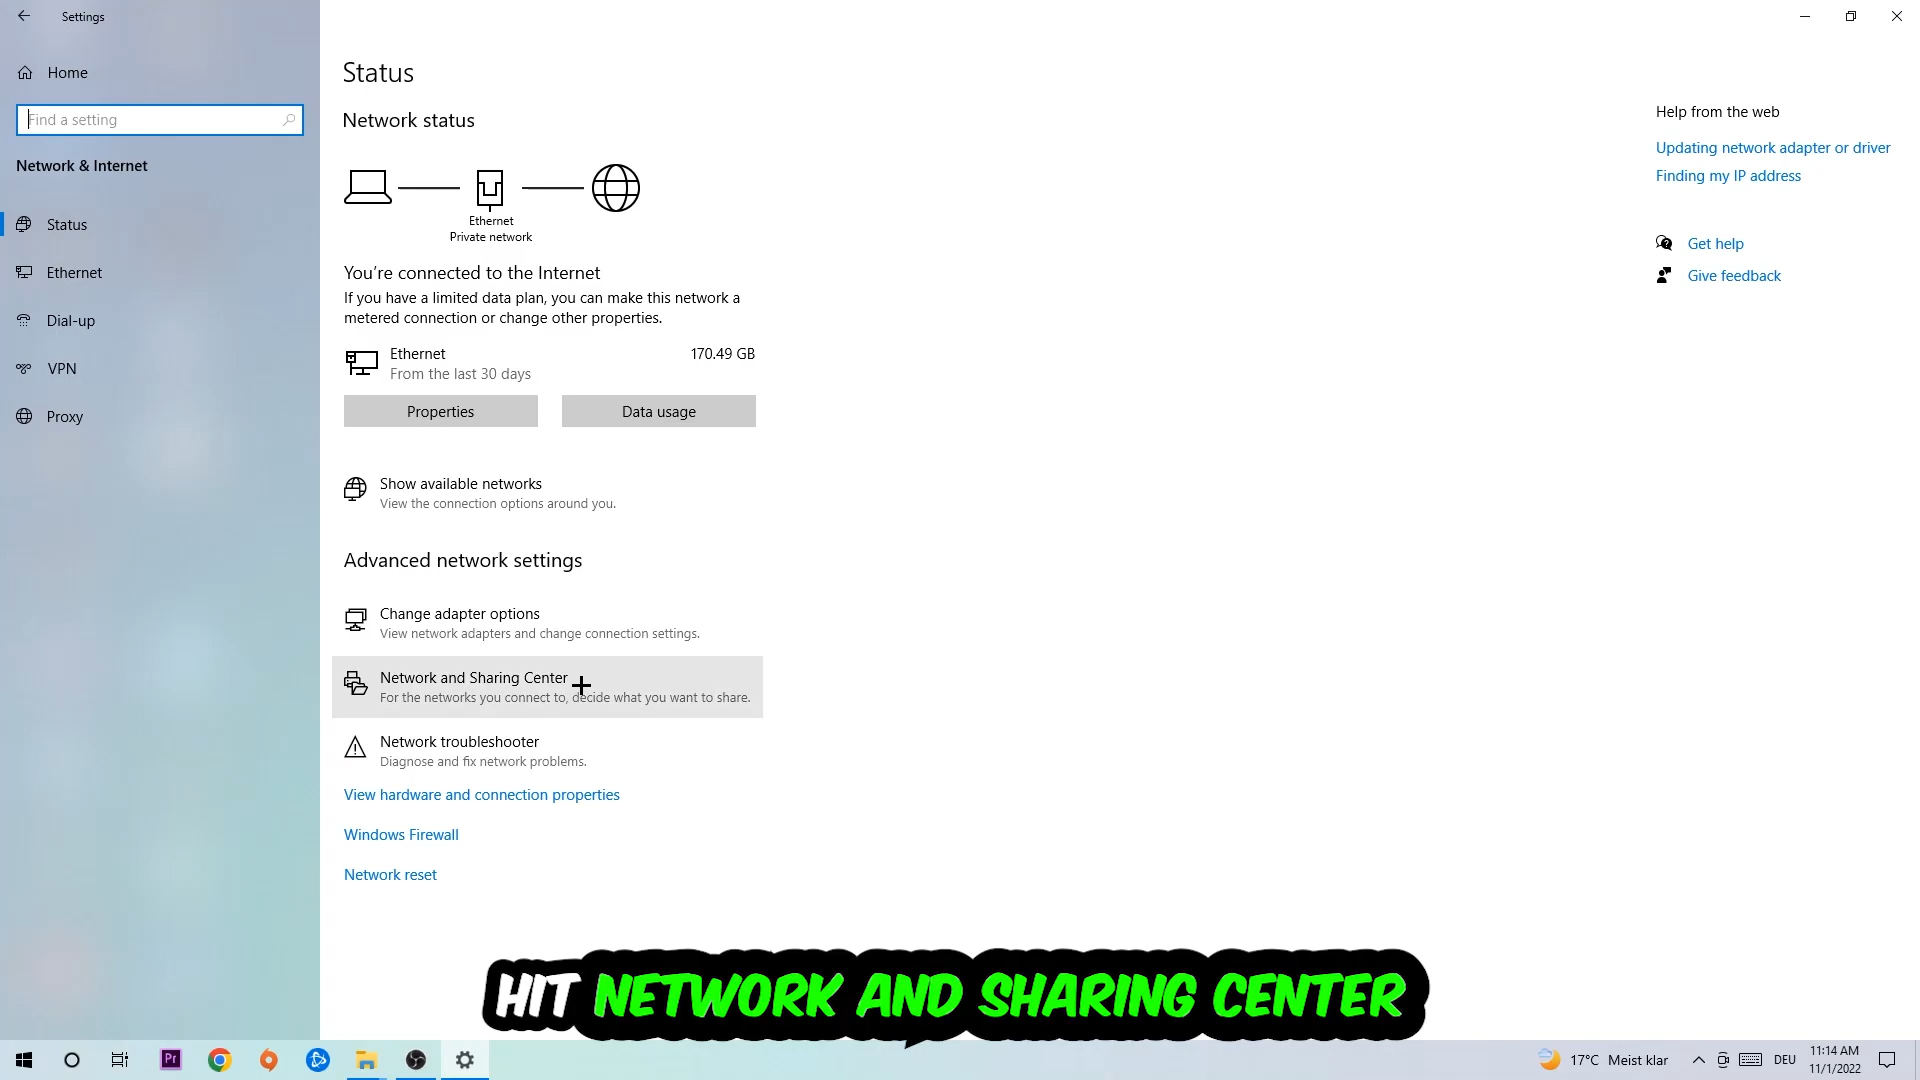 Settings
Home
Find a setting
Network & Internet
Status
Ethernet
Dial-up
VPN
Proxy
Status
Network status
Ethernet
Private network
You're connected to the Internet
If you have a limited data plan, you can make this network a
metered connection or change other properties.
Ethernet 170.49 GB
From the last 30 days
Properties Data usage
Show available networks
View the connection options around you.
Advanced network settings
Change adapter options
View network adapters and change connection settings.
Network and Sharing Center
For the networks you connect to, decide what you want to share.
Network troubleshooter
Diagnose and fix network problems.
View hardware and connection properties
Windows Firewall
Network reset
Help from the web
Updating network adapter or driver
Finding my IP address
Get help
Give feedback
HIT NETWORK AND SHARING CENTER
Pr
17°C Meist klar
DEU
11:14 AM
11/1/2022